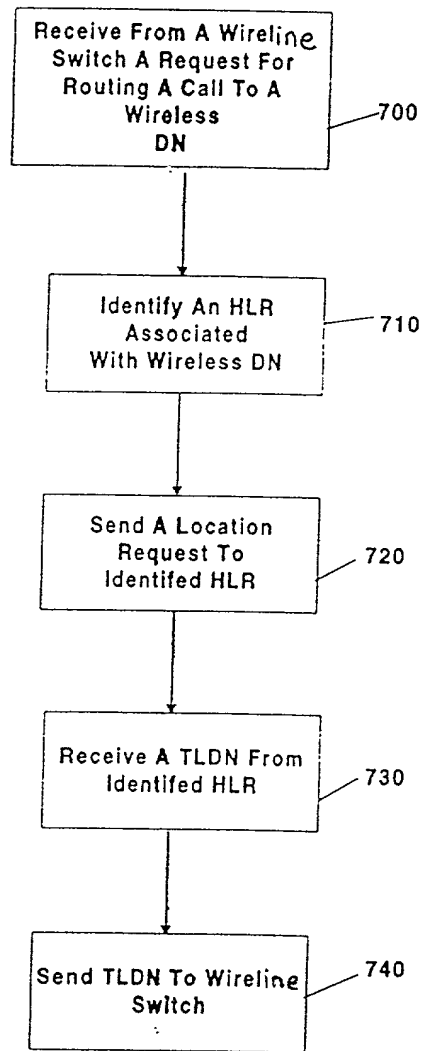 Receive From A Wireline
Switch A Request For
Routing A Call To A
Wireless
DN
700
Identify An HLR
Associated
With Wireless DN
710
Send A Location
Request To
Identifed HLR
720
Receive A TLDN From
Identifed HLR
730
Send TLDN To Wireline
Switch
740